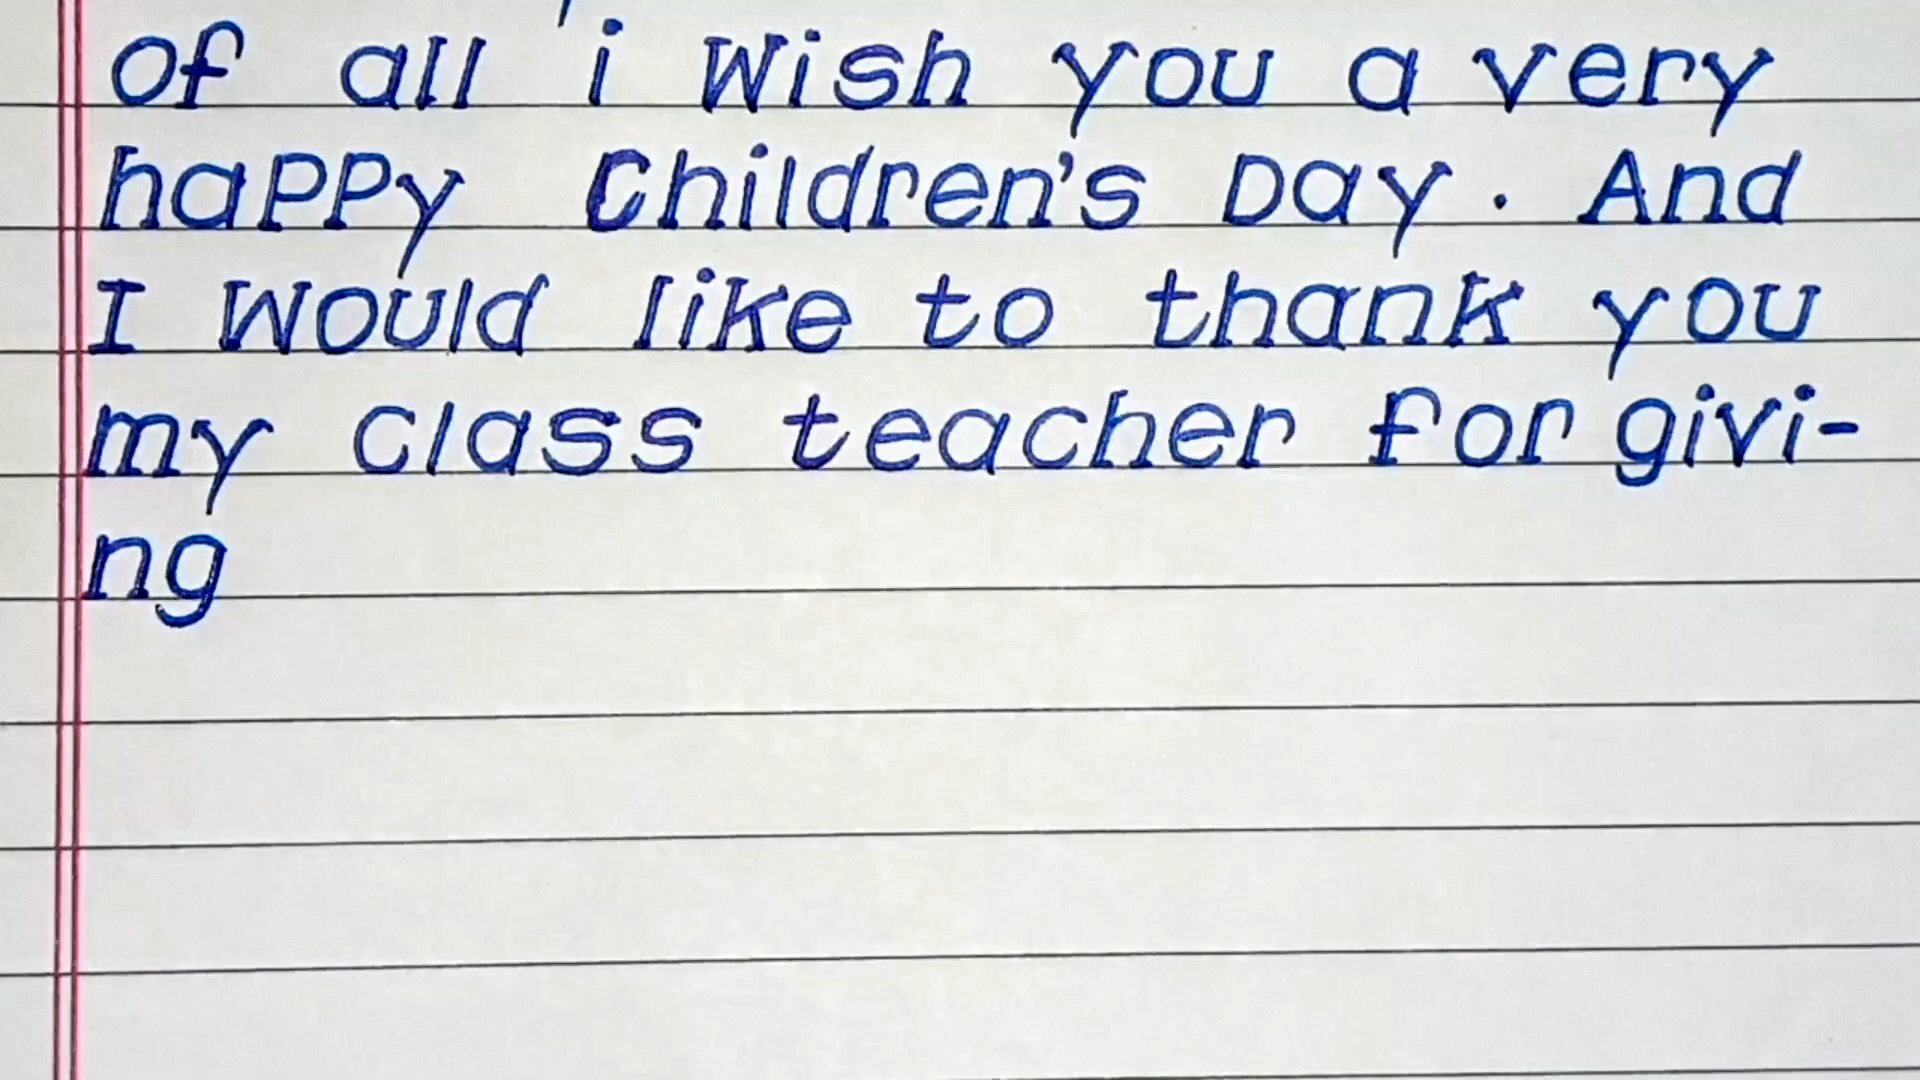 of all i Wish you a very
happy Children's Day. And
I would like to thank you
my class teacher for givi-
ng